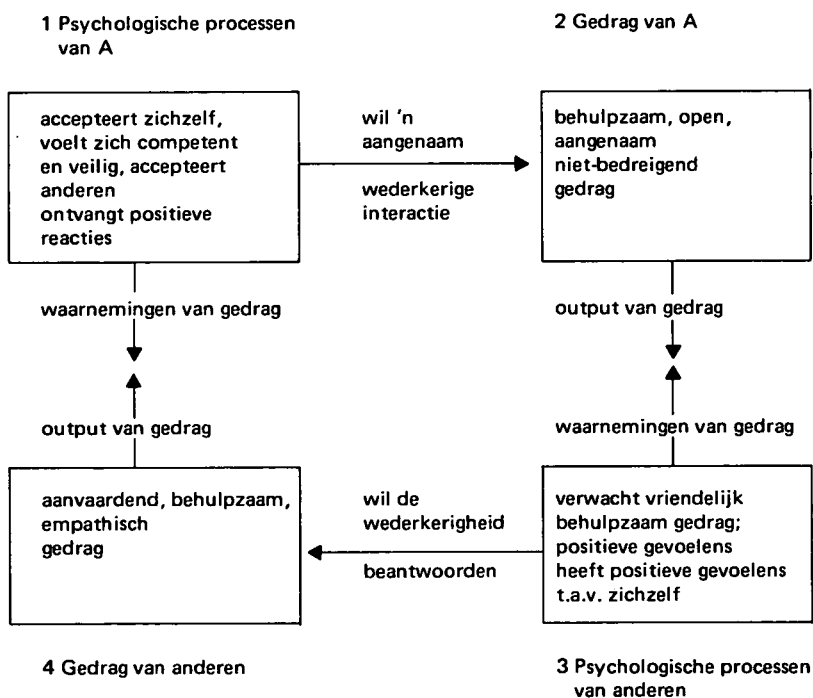 1 Psychologische processen
van A
2 Gedrag van A
accepteert zichzelf,
voelt zich competent
en veilig, accepteert
anderen
ontvangt positieve
reacties
wil 'n
aangenaam
wederkerige
interactie
behulpzaam, open,
aangenaam
niet-bedreigend
gedrag
waarnemingen van gedrag
output van gedrag
output van gedrag
waarnemingen van gedrag
aanvaardend, behulpzaam,
empathisch
gedrag
wil de
wederkerigheid
beantwoorden
verwacht vriendelijk
behulpzaam gedrag;
positieve gevoelens
heeft positieve gevoelens
t.a.v. zichzelf
4 Gedrag van anderen
3 Psychologische processen
van anderen